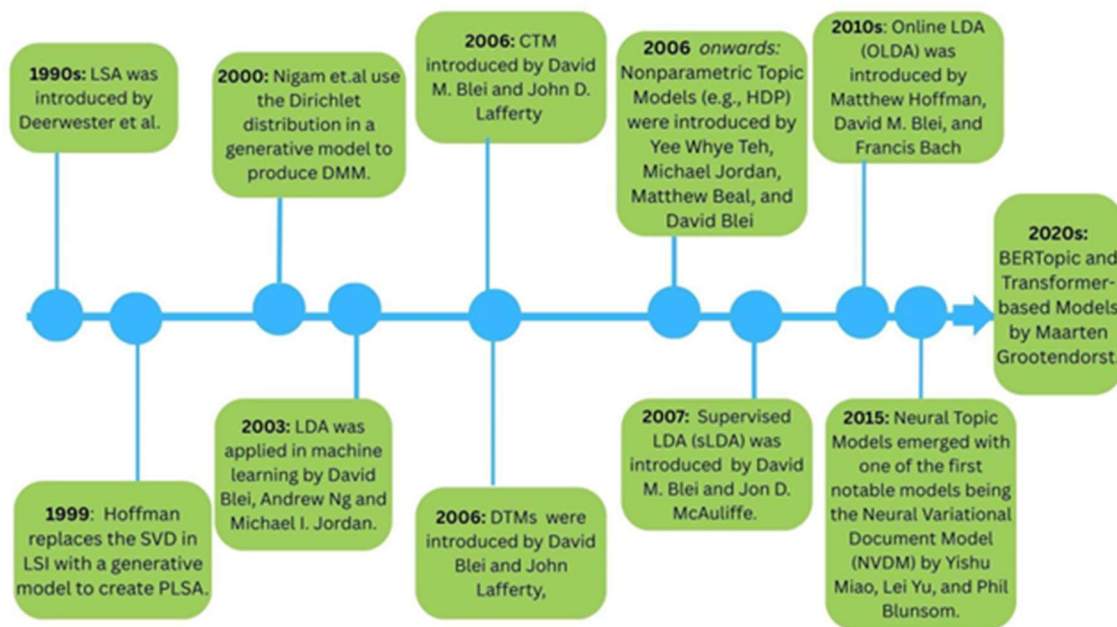 1990s: LSA was
introduced by
Deerwester et al.
2000: Nigam et.al use
the Dirichlet
distribution in a
generative model to
produce DMM.
2006: CTM
introduced by David
M. Blei and John D.
Lafferty
2006 onwards:
Nonparametric Topic
Models (e.g., HDP)
were introduced by
Yee Whye Teh,
Michael Jordan,
Matthew Beal, and
David Blei
2010s: Online LDA
(OLDA) was
introduced by
Matthew Hoffman,
David M. Blei, and
Francis Bach
2020s:
BERTopic and
Transformer-
based Models
by Maarten
Grootendorst.
1999: Hoffman
replaces the SVD in
LSI with a generative
model to create PLSA.
2003: LDA was
applied in machine
learning by David
Blei, Andrew Ng and
Michael I. Jordan.
2006: DTMs were
introduced by David
Blei and John
Lafferty,
2007: Supervised
LDA (sLDA) was
introduced by David
M. Blei and Jon D.
McAuliffe.
2015: Neural Topic
Models emerged with
one of the first
notable models being
the Neural Variational
Document Model
(NVDM) by Yishu
Miao, Lei Yu, and Phil
Blunsom.